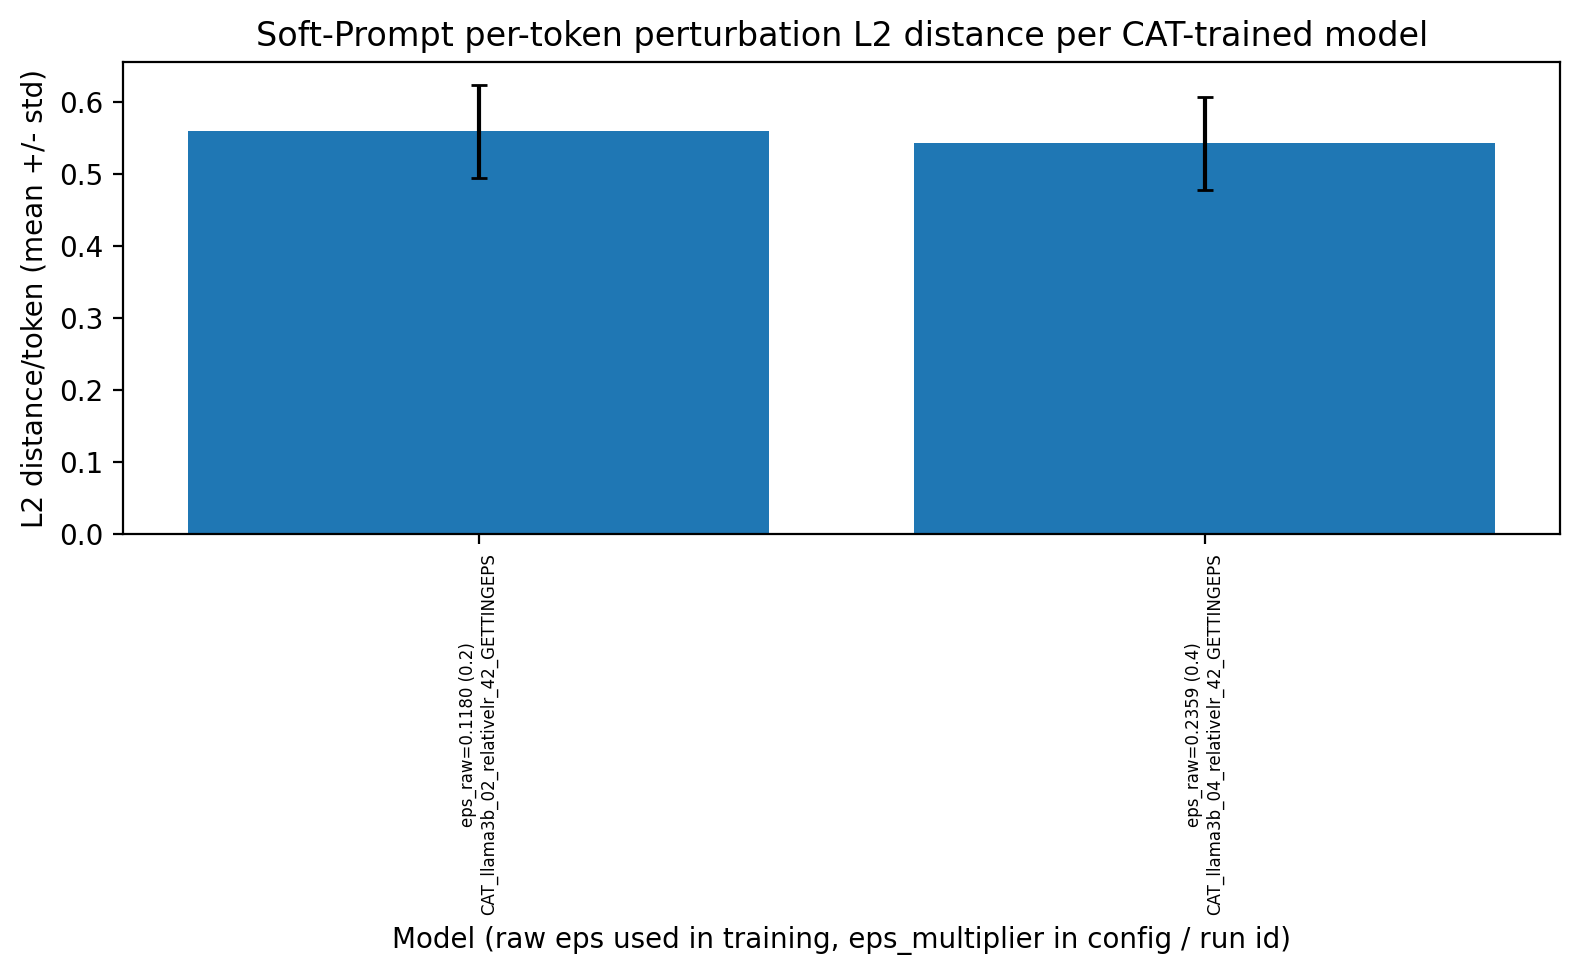 Soft-Prompt per-token perturbation L2 distance per CAT-trained model
L2 distance/token (mean +/- std)
0.6
0.5
0.4
0.3
0.2
0.1
0.0
eps_raw=0.1180 (0.2)
CAT_llama3b_02_relativelr_42_GETTINGEPS
eps_raw=0.2359 (0.4)
CAT_llama3b_04_relativelr_42_GETTINGEPS
Model (raw eps used in training, eps_multiplier in config / run id)